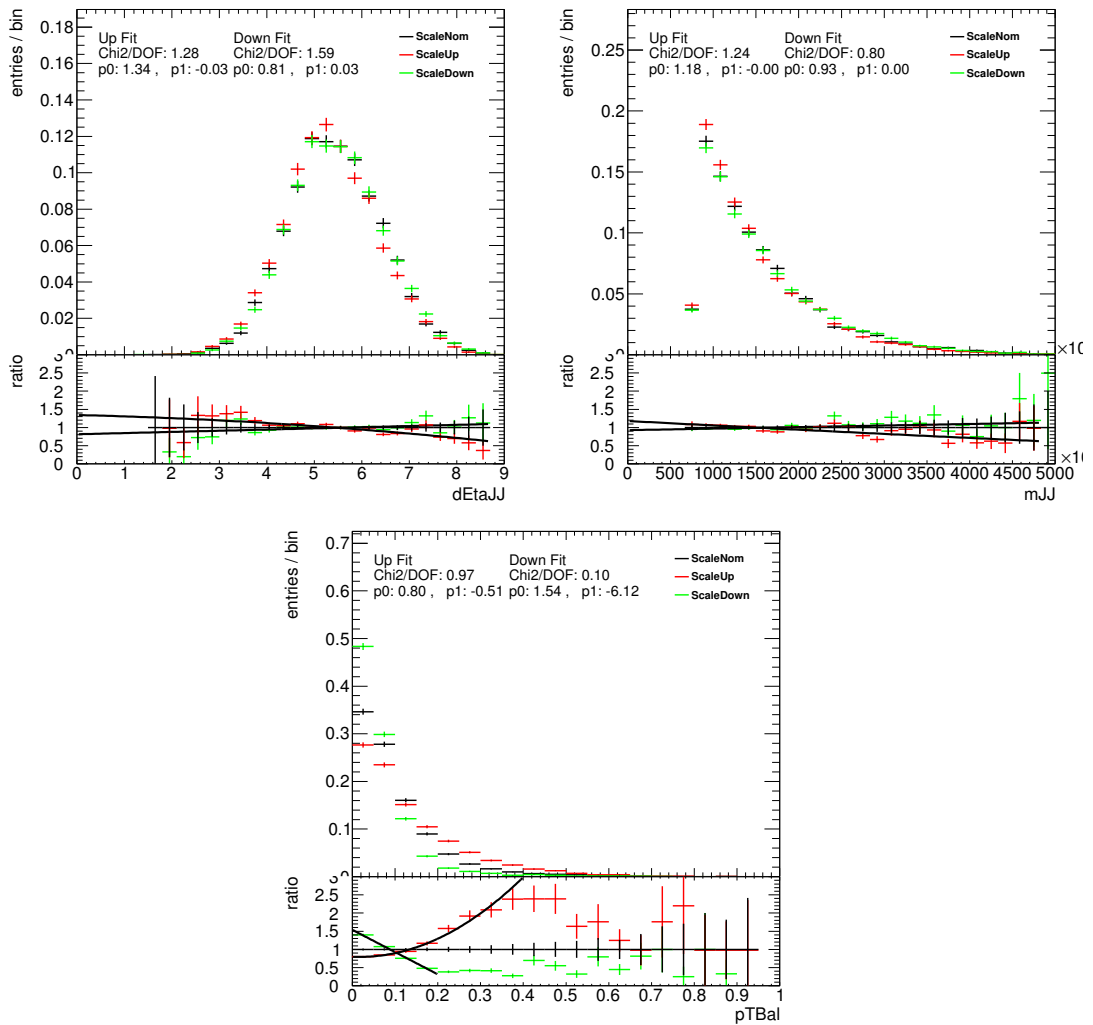 entries / bin
0.18
0.16
0.14
0.12
0.1
0.08
0.06
0.04
0.02
Up Fit Down Fit
Chi2/DOF: 1.28 Chi2/DOF: 1.59
p0: 1.34 , p1: -0.03 p0: 0.81 , p1: 0.03
ScaleNom
ScaleUp
ScaleDown
ratio
2.5
2
1.5
1
0.5
0
0 1 2 3 4 5 6 7 8 9
dEtaJJ
entries / bin
0.25
0.2
0.15
0.1
0.05
Up Fit Down Fit
Chi2/DOF: 1.24 Chi2/DOF: 0.80
p0: 1.18 , p1: -0.00 p0: 0.93 , p1: 0.00
ScaleNom
ScaleUp
ScaleDown
ratio
2.5
2
1.5
1
0.5
0
0 500 1000 1500 2000 2500 3000 3500 4000 4500 5000
mJJ
entries / bin
0.7
0.6
0.5
0.4
0.3
0.2
0.1
Up Fit Down Fit
Chi2/DOF: 0.97 Chi2/DOF: 0.10
p0: 0.80 , p1: -0.51 p0: 1.54 , p1: -6.12
ScaleNom
ScaleUp
ScaleDown
ratio
2.5
2
1.5
1
0.5
0
0 0.1 0.2 0.3 0.4 0.5 0.6 0.7 0.8 0.9 1
pTBal